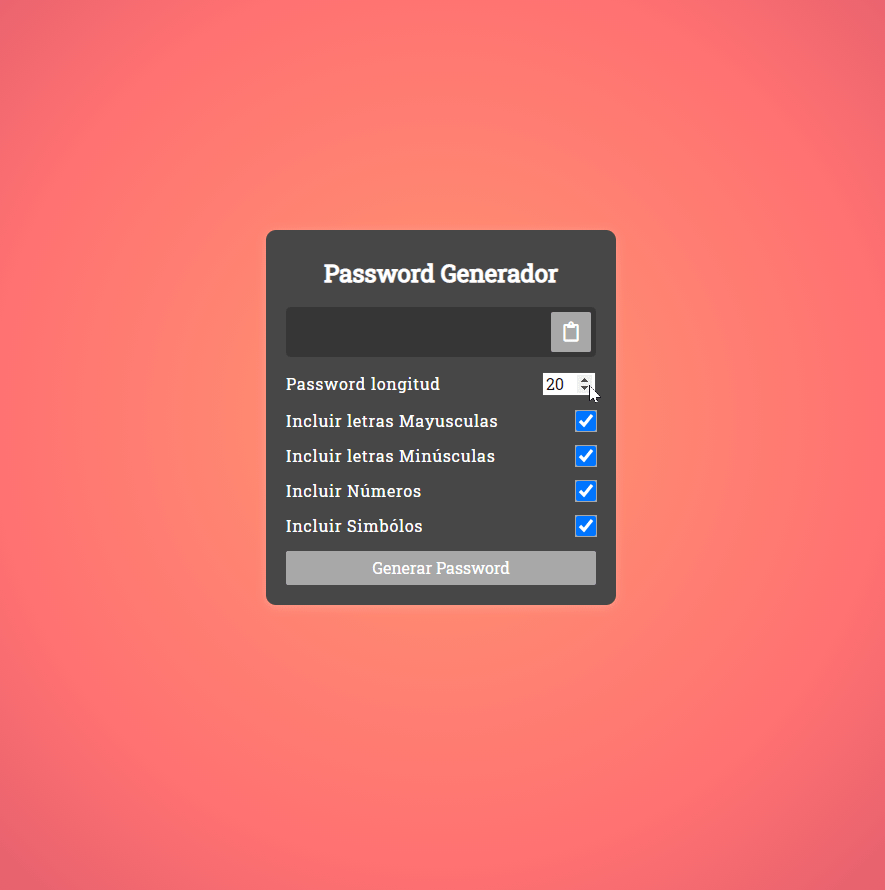 Password Generador
Password longitud 20
Incluir letras Mayusculas
Incluir letras Minúsculas
Incluir Números
Incluir Simbólos
Generar Password